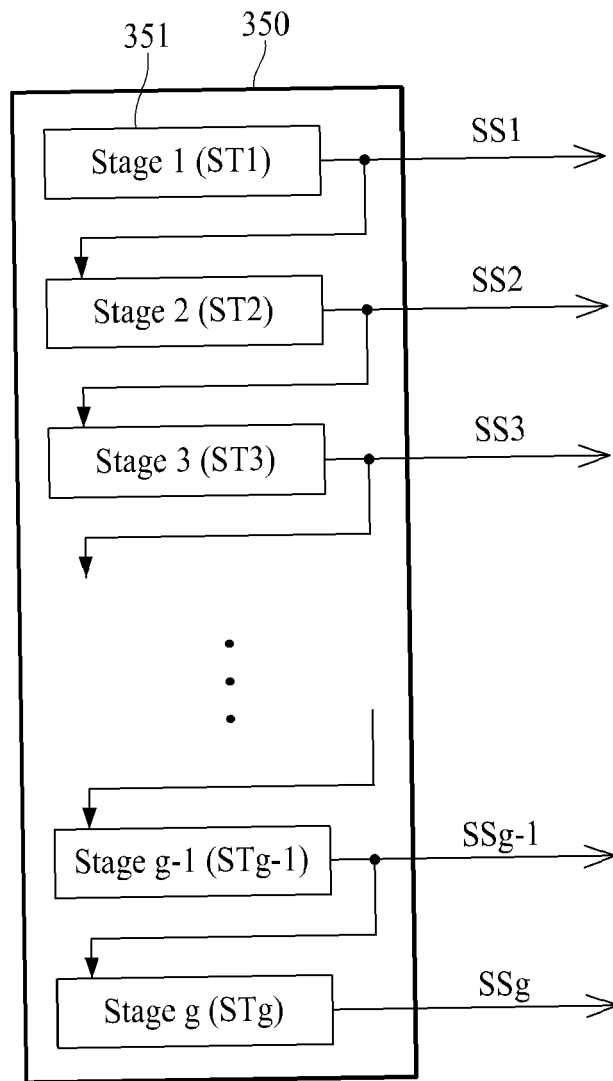 351
350
Stage 1 (ST1)
SS1
Stage 2 (ST2)
SS2
Stage 3 (ST3)
SS3
Stage g-1 (STg-1)
SSg-1
Stage g (STg)
SSg